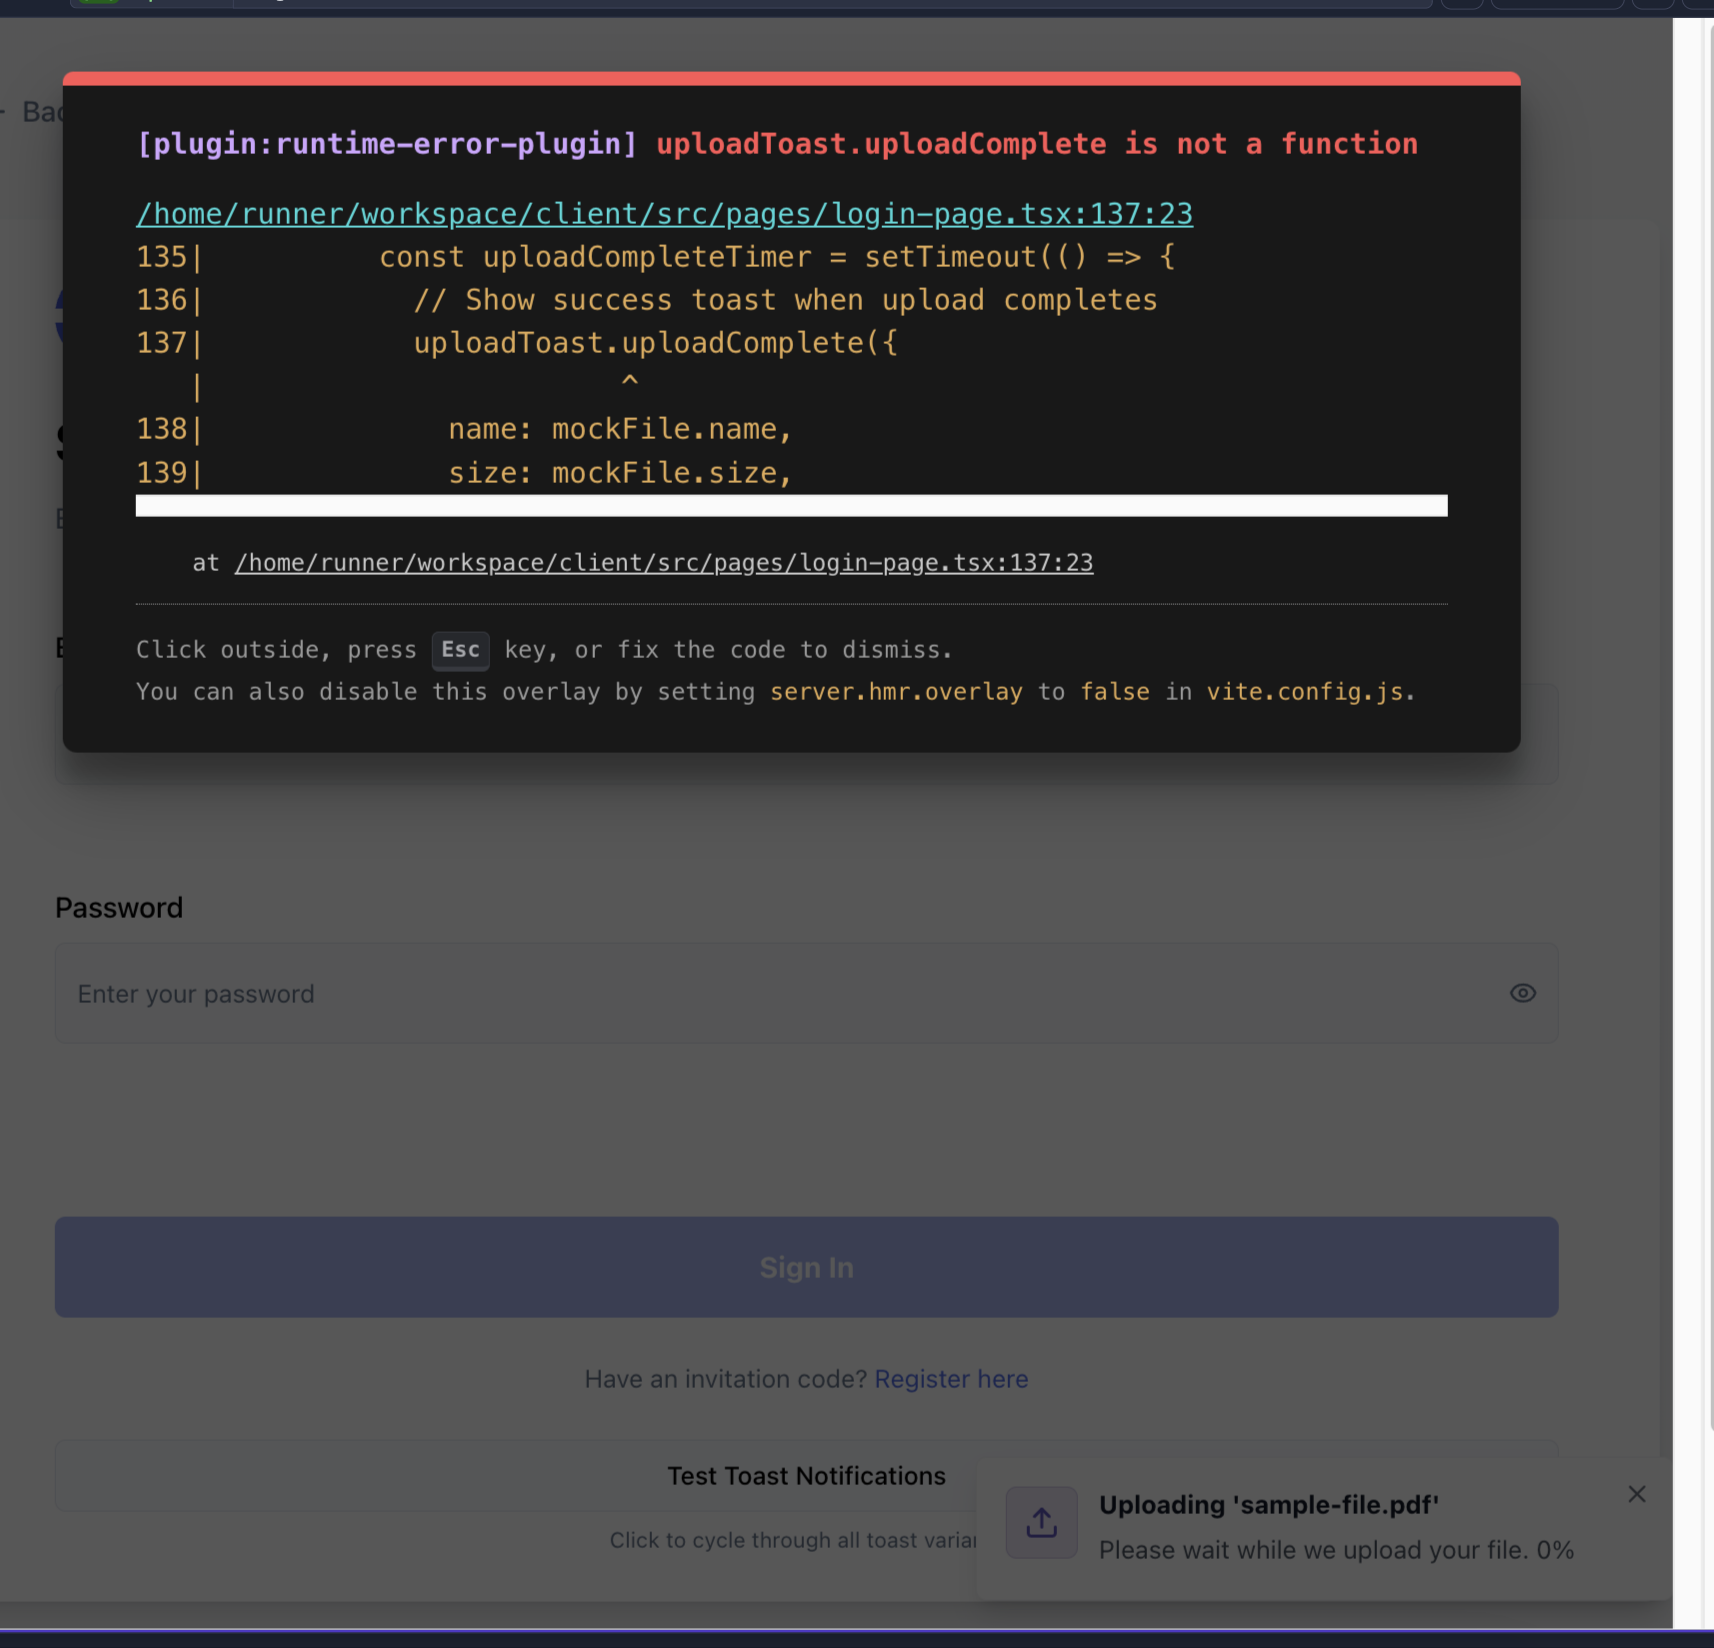 Bac
[plugin:runtime-error-plugin] uploadToast.uploadComplete is not a function
/home/runner/workspace/client/src/pages/login-page.tsx:137:23
135|          const uploadCompleteTimer = setTimeout(() => {
136|            // Show success toast when upload completes
137|            uploadToast.uploadComplete({
   |                        ^
138|              name: mockFile.name,
139|              size: mockFile.size,
at /home/runner/workspace/client/src/pages/login-page.tsx:137:23
Click outside, press Esc key, or fix the code to dismiss.
You can also disable this overlay by setting server.hmr.overlay to false in vite.config.js.
Password
Enter your password
Sign In
Have an invitation code? Register here
Test Toast Notifications
Click to cycle through all toast varian
Uploading 'sample-file.pdf'
Please wait while we upload your file. 0%